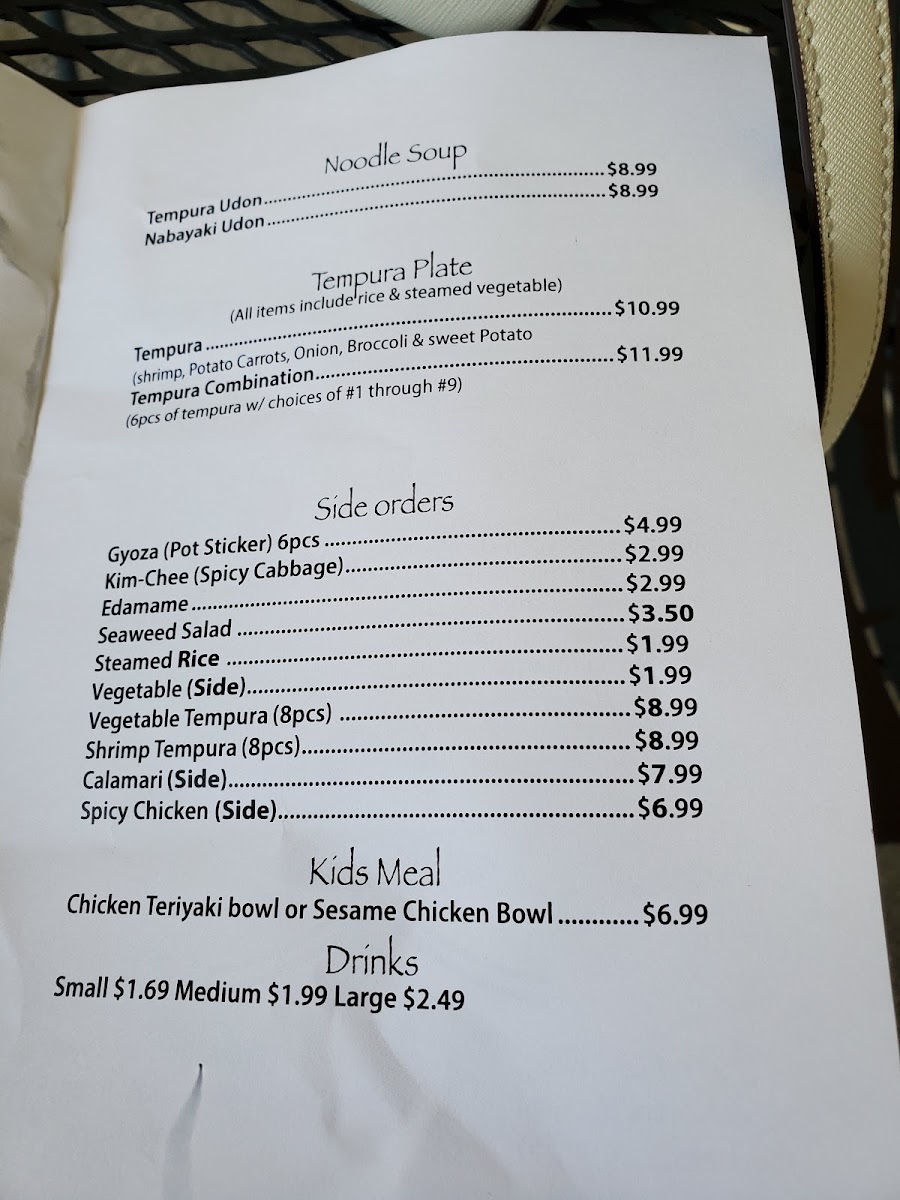 Noodle Soup
Tempura Udon.......................................................................$8.99
Nabayaki Udon......................................................................$8.99
Tempura Plate
(All items include rice & steamed vegetable)
Tempura ...............................................................................$10.99
(shrimp, Potato Carrots, Onion, Broccoli & sweet Potato
Tempura Combination..........................................................$11.99
(6pcs of tempura w/ choices of #1 through #9)
Side orders
Gyoza (Pot Sticker) 6pcs ......................................................$4.99
Kim-Chee (Spicy Cabbage)..................................................$2.99
Edamame..............................................................................$2.99
Seaweed Salad .....................................................................$3.50
Steamed Rice .......................................................................$1.99
Vegetable (Side)....................................................................$1.99
Vegetable Tempura (8pcs) ...................................................$8.99
Shrimp Tempura (8pcs).........................................................$8.99
Calamari (Side)......................................................................$7.99
Spicy Chicken (Side)..............................................................$6.99
Kids Meal
Chicken Teriyaki bowl or Sesame Chicken Bowl ............$6.99
Drinks
Small $1.69 Medium $1.99 Large $2.49